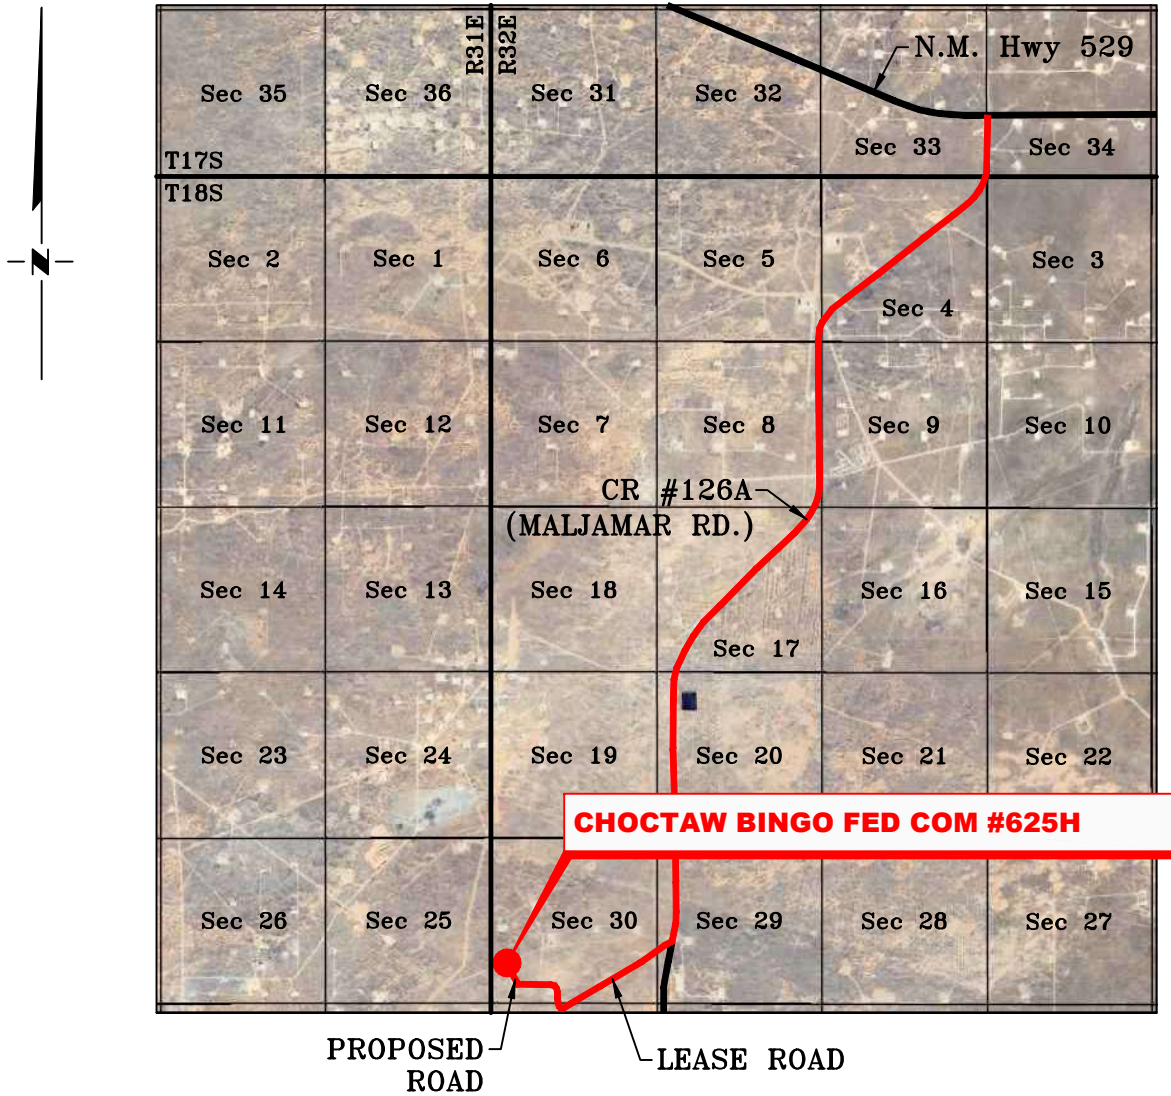 R31E
R32E
N.M. Hwy 529
Sec 35
Sec 36
Sec 31
Sec 32
Sec 33
Sec 34
T17S
T18S
N
Sec 2
Sec 1
Sec 6
Sec 5
Sec 4
Sec 3
Sec 11
Sec 12
Sec 7
Sec 8
Sec 9
Sec 10
CR #126A
(MALJAMAR RD.)
Sec 14
Sec 13
Sec 18
Sec 17
Sec 16
Sec 15
Sec 23
Sec 24
Sec 19
Sec 20
Sec 21
Sec 22
CHOCTAW BINGO FED COM #625H
Sec 26
Sec 25
Sec 30
Sec 29
Sec 28
Sec 27
PROPOSED
ROAD
LEASE ROAD